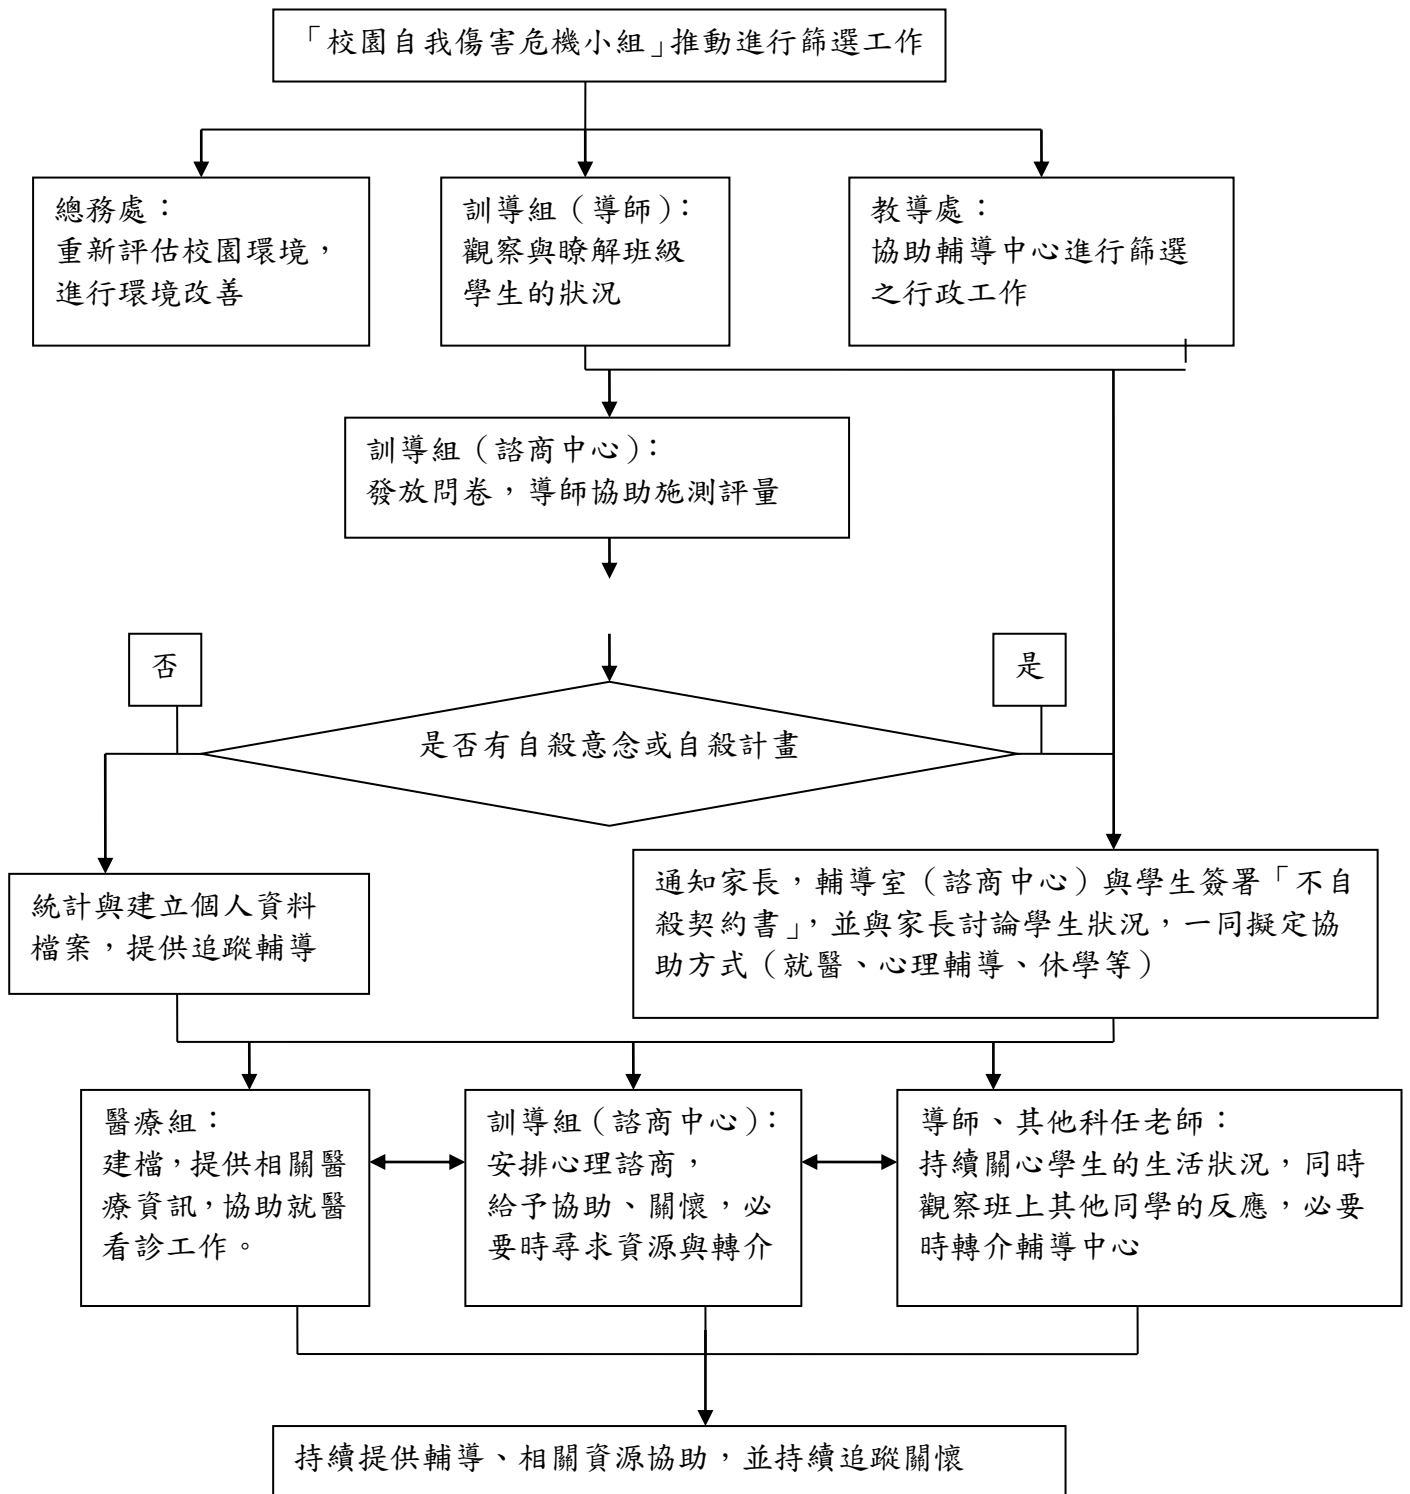 「校園自我傷害危機小組」推動進行篩選工作
總務處：
重新評估校園環境，
進行環境改善
訓導組（導師）：
觀察與瞭解班級
學生的狀況
教導處：
協助輔導中心進行篩選
之行政工作
訓導組（諮商中心）：
發放問卷，導師協助施測評量
否
是
是否有自殺意念或自殺計畫
統計與建立個人資料
檔案，提供追蹤輔導
通知家長，輔導室（諮商中心）與學生簽署「不自
殺契約書」，並與家長討論學生狀況，一同擬定協
助方式（就醫、心理輔導、休學等）
醫療組：
建檔，提供相關醫
療資訊，協助就醫
看診工作。
訓導組（諮商中心）：
安排心理諮商，
給予協助、關懷，必
要時尋求資源與轉介
導師、其他科任老師：
持續關心學生的生活狀況，同時
觀察班上其他同學的反應，必要
時轉介輔導中心
持續提供輔導、相關資源協助，並持續追蹤關懷